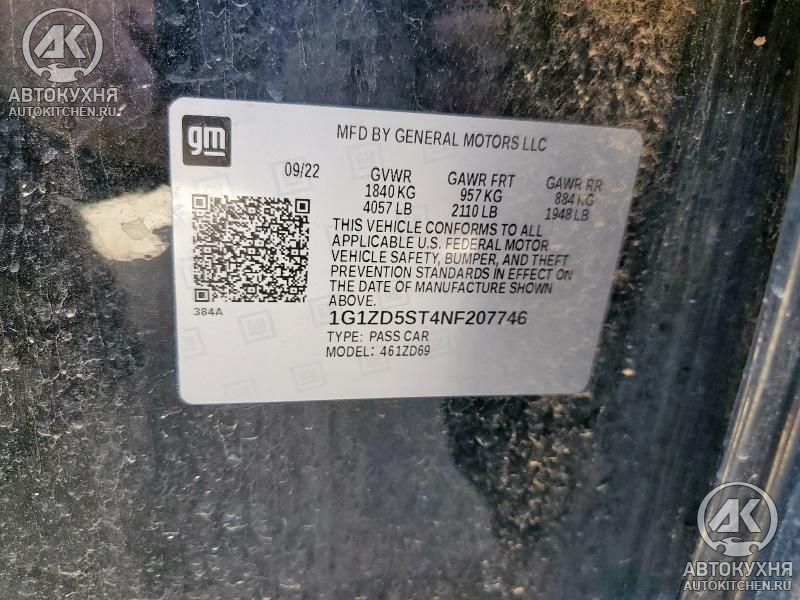 АК
АВТОКУХНЯ
AUTOKITCHEN.RU
gm
MFD BY GENERAL MOTORS LLC
09/22
GVWR GAWR FRT GAWR RR
1840 KG 957 KG 884 KG
4057 LB 2110 LB 1948 LB
THIS VEHICLE CONFORMS TO ALL
APPLICABLE U.S. FEDERAL MOTOR
VEHICLE SAFETY, BUMPER, AND THEFT
PREVENTION STANDARDS IN EFFECT ON
THE DATE OF MANUFACTURE SHOWN
ABOVE.
384A
1G1ZD5ST4NF207746
TYPE: PASS CAR
MODEL: 461ZD69
АК
АВТОКУХНЯ
AUTOKITCHEN.RU